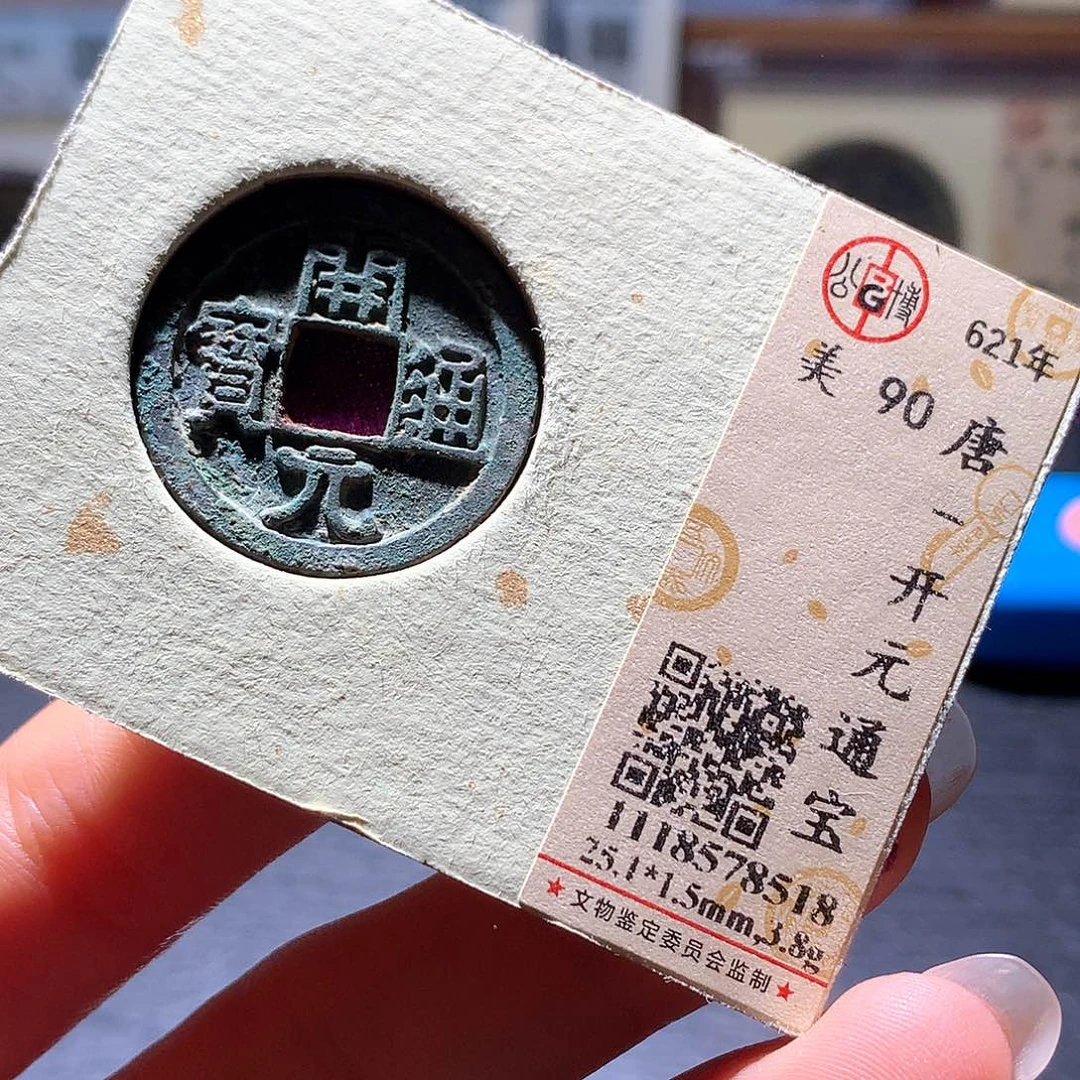 開元通寶
公博
G
621年
美 90
唐-开元通宝
1118578518
25.1*1.5mm,3.8g
★文物鉴定委员会监制★